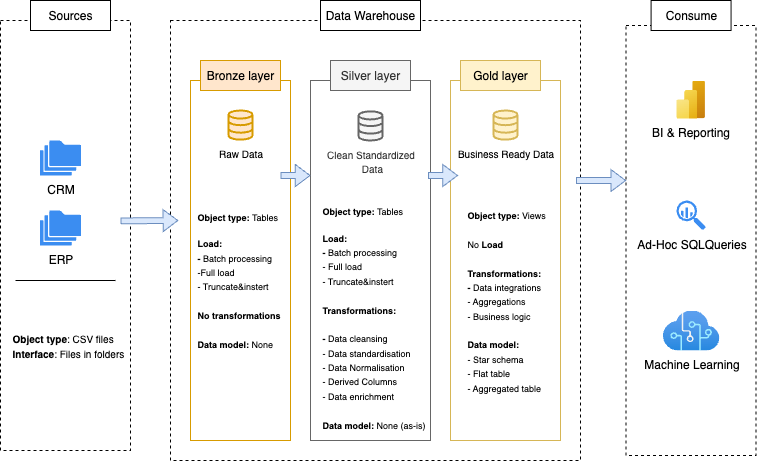 Sources
CRM
ERP
Object type: CSV files
Interface: Files in folders
Data Warehouse
Bronze layer
Raw Data
Object type: Tables
Load:
- Batch processing
-Full load
- Truncate&instert
No transformations
Data model: None
Silver layer
Clean Standardized
Data
Object type: Tables
Load:
- Batch processing
- Full load
- Truncate&instert
Transformations:
- Data cleansing
- Data standardisation
- Data Normalisation
- Derived Columns
- Data enrichment
Data model: None (as-is)
Gold layer
Business Ready Data
Object type: Views
No Load
Transformations:
- Data integrations
- Aggregations
- Business logic
Data model:
- Star schema
- Flat table
- Aggregated table
Consume
BI & Reporting
Ad-Hoc SQLQueries
Machine Learning